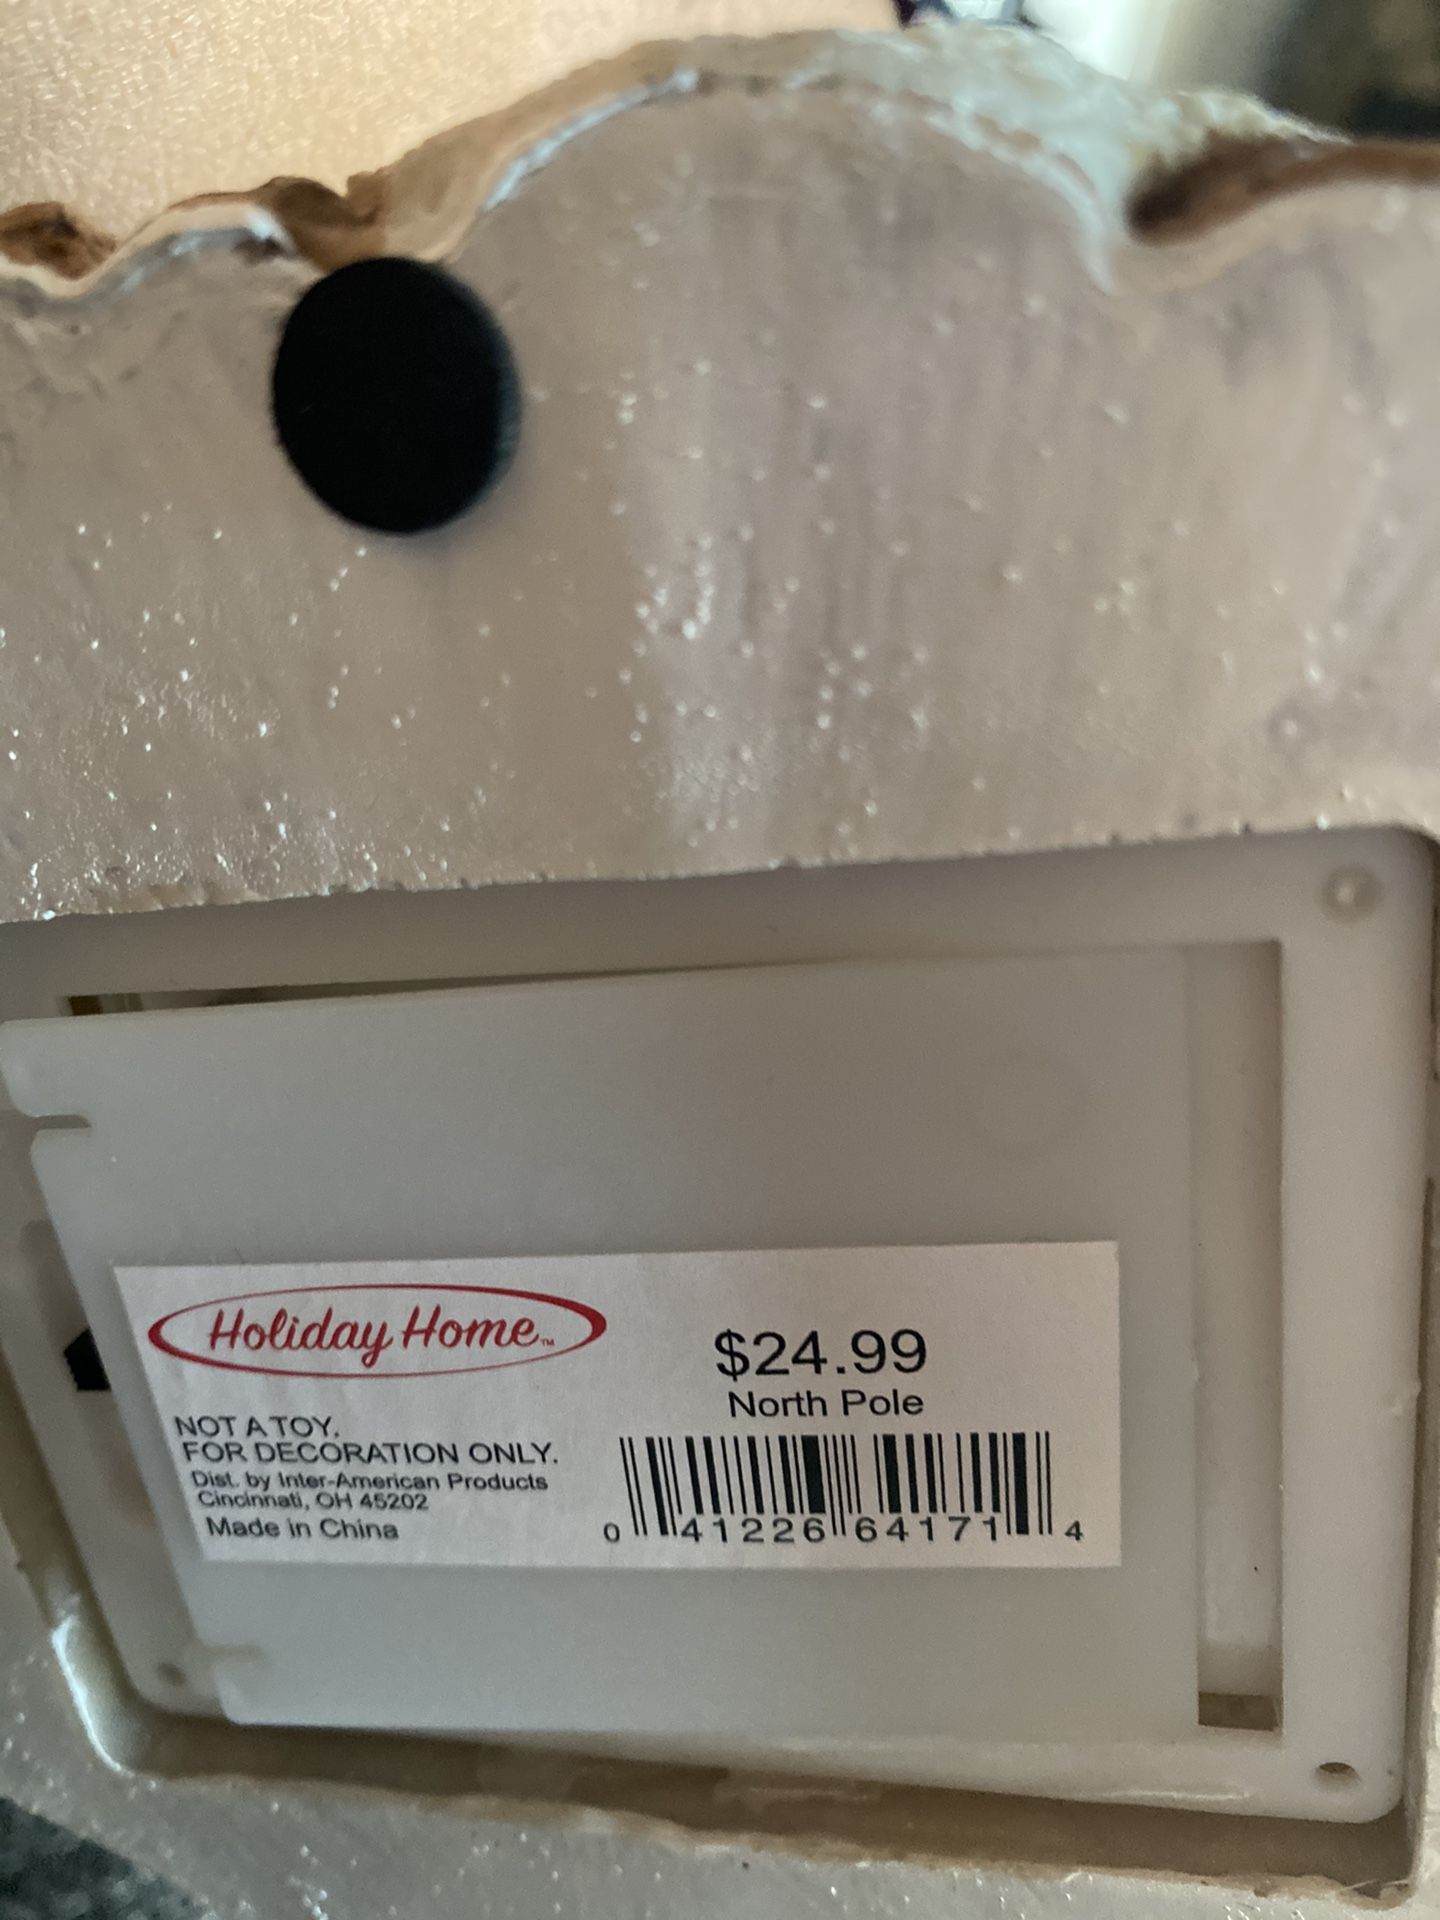 Holiday Home™
NOT A TOY.
FOR DECORATION ONLY.
Dist. by Inter-American Products
Cincinnati, OH 45202
Made in China
$24.99
North Pole
0 41226 64171 4